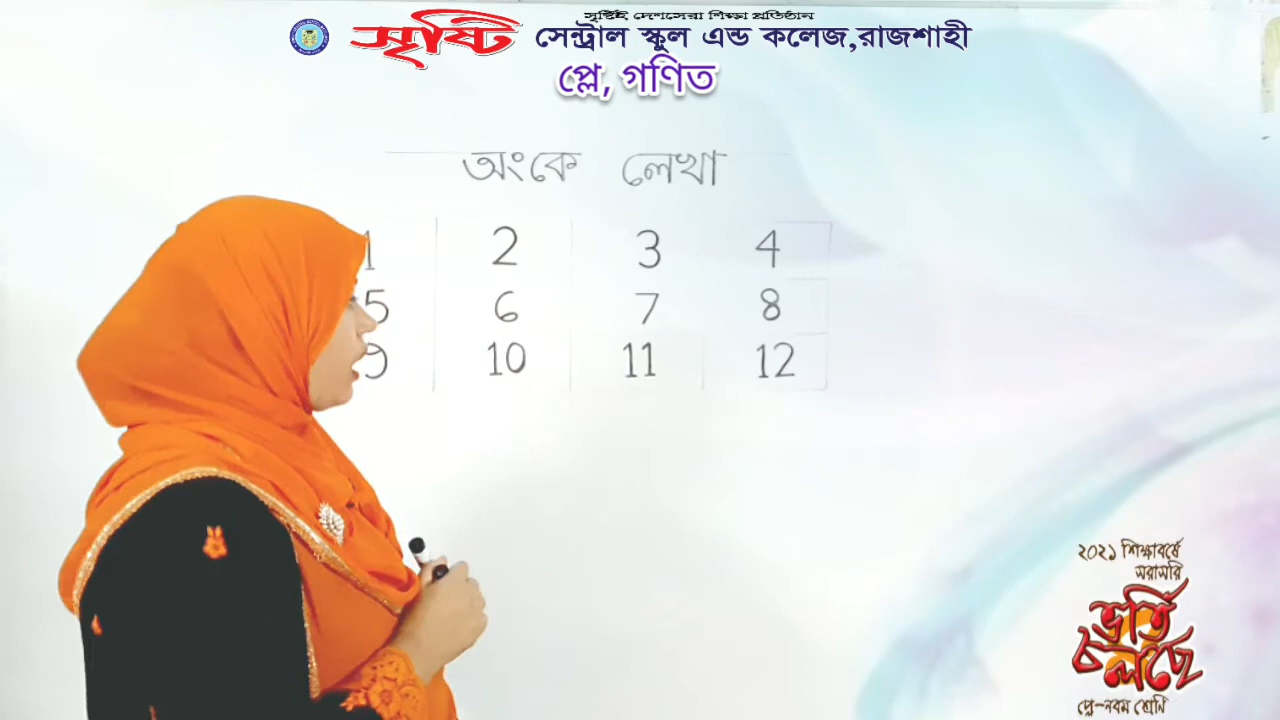 সৃষ্টিই দেশসেরা শিক্ষা প্রতিষ্ঠান
সৃষ্টি সেন্ট্রাল স্কুল এন্ড কলেজ,রাজশাহী
প্লে, গণিত
অংকে লেখা
1 2 3 4
5 6 7 8
9 10 11 12
২০২১ শিক্ষাবর্ষে
সরাসরি
ভর্তি
চলছে
প্লে-নবম শ্রেনি